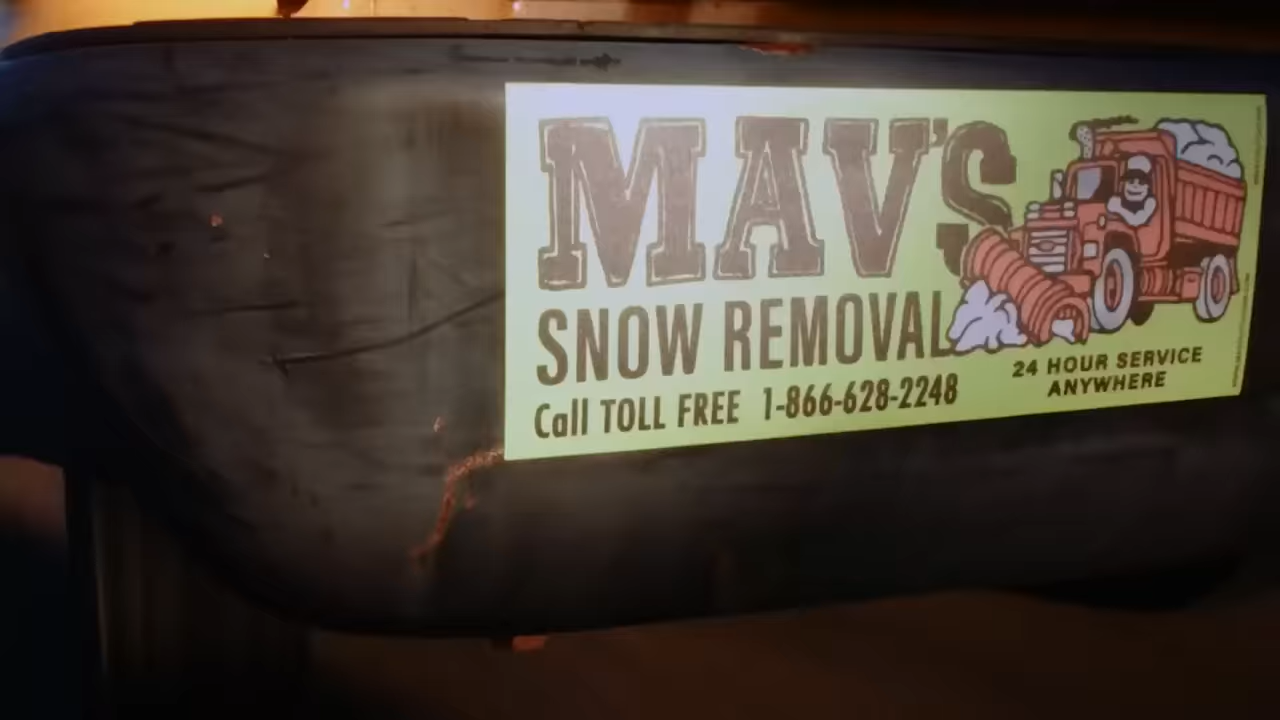 MAV'S
SNOW REMOVAL
Call TOLL FREE 1-866-628-2248
24 HOUR SERVICE
ANYWHERE